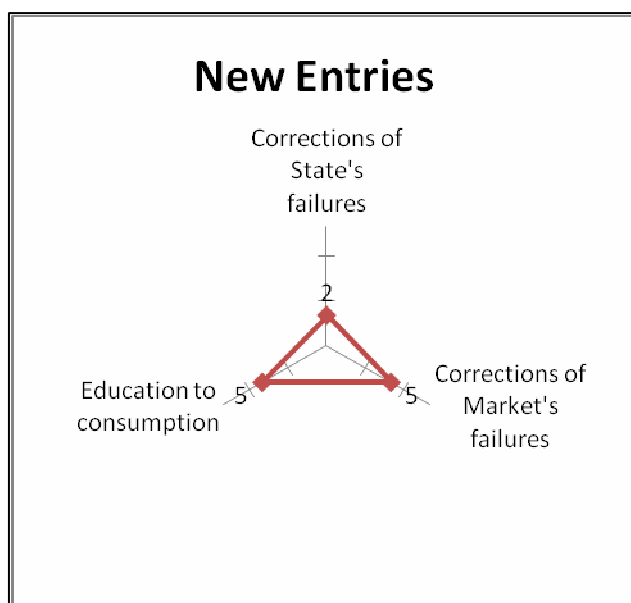 New Entries
Corrections of
State's
failures
2
Education to
consumption
5
5
Corrections of
Market's
failures